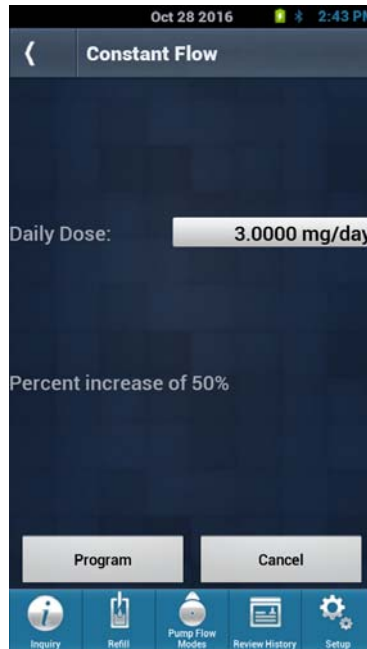 Oct 28 2016 2:43 PM
Constant Flow
Daily Dose: 3.0000 mg/day
Percent increase of 50%
Program Cancel
Inquiry Refill Pump Flow Modes Review History Setup